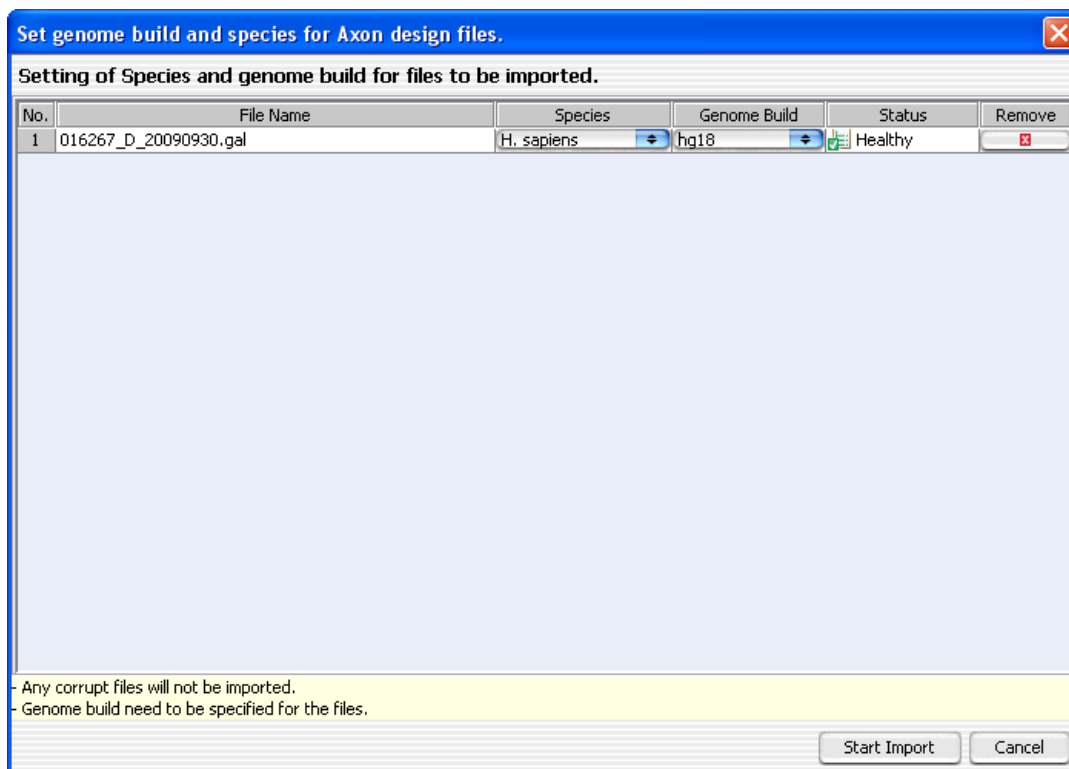 Set genome build and species for Axon design files.
Setting of Species and genome build for files to be imported.
No. File Name Species Genome Build Status Remove
1 016267_D_20090930.gal H. sapiens hg18 Healthy
- Any corrupt files will not be imported.
- Genome build need to be specified for the files.
Start Import Cancel